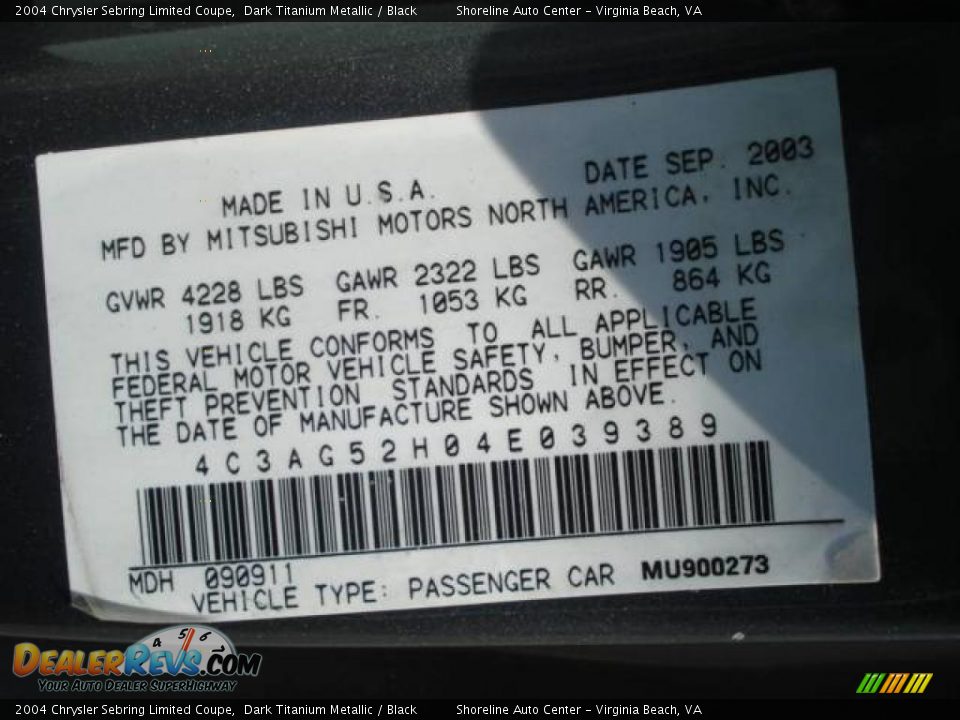 2004 Chrysler Sebring Limited Coupe, Dark Titanium Metallic / Black Shoreline Auto Center - Virginia Beach, VA
DATE SEP. 2003
MADE IN U.S.A.
MFD BY MITSUBISHI MOTORS NORTH AMERICA, INC.
GVWR 4228 LBS GAWR 2322 LBS GAWR 1905 LBS
1918 KG FR. 1053 KG RR. 864 KG
THIS VEHICLE CONFORMS TO ALL APPLICABLE
FEDERAL MOTOR VEHICLE SAFETY, BUMPER, AND
THEFT PREVENTION STANDARDS IN EFFECT ON
THE DATE OF MANUFACTURE SHOWN ABOVE.
4C3AG52H04E039389
MDH 090911
VEHICLE TYPE: PASSENGER CAR MU900273
4 5 6
DEALERREVS.COM
YOUR AUTO DEALER SUPERHIGHWAY
2004 Chrysler Sebring Limited Coupe, Dark Titanium Metallic / Black Shoreline Auto Center - Virginia Beach, VA